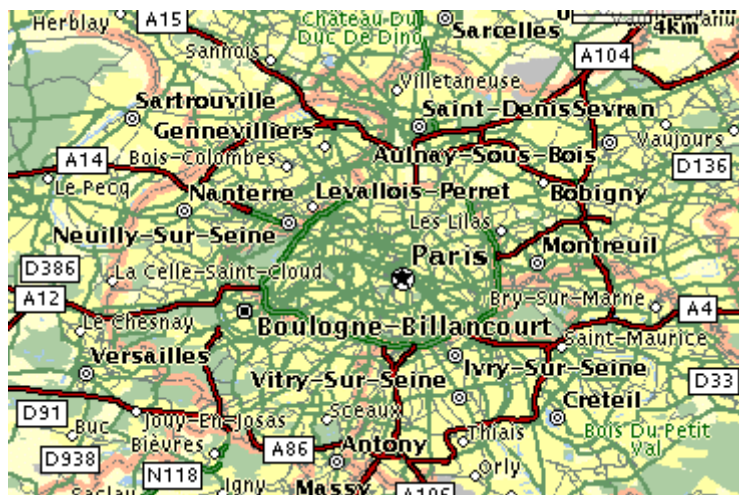 Herblay
A15
Château Du
Duc De Dino
Sarcelles
4Km
Sannois
A104
Villetaneuse
Sartrouville
Saint-Denis
Sevran
Gennevilliers
Vaujours
A14
Bois-Colombes
Aulnay-Sous-Bois
D136
Le Pecq
Nanterre
Levallois-Perret
Bobigny
Neuilly-Sur-Seine
Les Lilas
Paris
Montreuil
D386
La Celle-Saint-Cloud
A12
Bry-Sur-Marne
A4
Le Chesnay
Boulogne-Billancourt
Saint-Maurice
Versailles
Vitry-Sur-Seine
Ivry-Sur-Seine
D33
D91
Jouy-En-Josas
Sceaux
Créteil
Buc
Bièvres
A86
Antony
Thiais
Bois Du Petit
Val
D938
N118
Orly
Igny
Massy